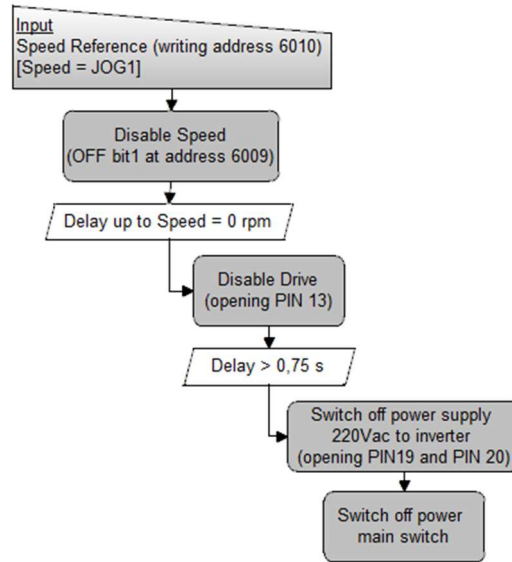 Input
Speed Reference (writing address 6010)
[Speed = JOG1]
Disable Speed
(OFF bit1 at address 6009)
Delay up to Speed = 0 rpm
Disable Drive
(opening PIN 13)
Delay > 0,75 s
Switch off power supply
220Vac to inverter
(opening PIN19 and PIN 20)
Switch off power
main switch